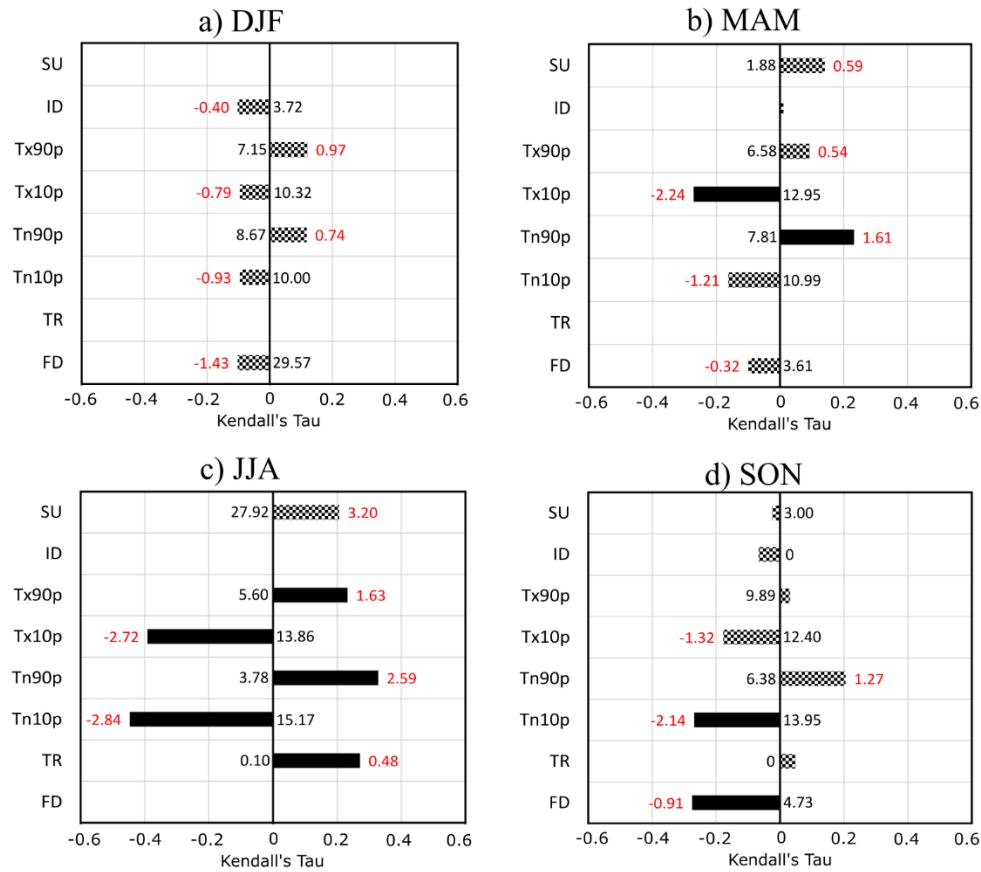 a) DJF
SU
ID -0.40 3.72
Tx90p 7.15 0.97
Tx10p -0.79 10.32
Tn90p 8.67 0.74
Tn10p -0.93 10.00
TR
FD -1.43 29.57
-0.6 -0.4 -0.2 0 0.2 0.4 0.6
Kendall's Tau
b) MAM
SU 1.88 0.59
ID
Tx90p 6.58 0.54
Tx10p -2.24 12.95
Tn90p 7.81 1.61
Tn10p -1.21 10.99
TR
FD -0.32 3.61
-0.6 -0.4 -0.2 0 0.2 0.4 0.6
Kendall's Tau
c) JJA
SU 27.92 3.20
ID
Tx90p 5.60 1.63
Tx10p -2.72 13.86
Tn90p 3.78 2.59
Tn10p -2.84 15.17
TR 0.10 0.48
FD
-0.6 -0.4 -0.2 0 0.2 0.4 0.6
Kendall's Tau
d) SON
SU 3.00
ID 0
Tx90p 9.89
Tx10p -1.32 12.40
Tn90p 6.38 1.27
Tn10p -2.14 13.95
TR 0
FD -0.91 4.73
-0.6 -0.4 -0.2 0 0.2 0.4 0.6
Kendall's Tau